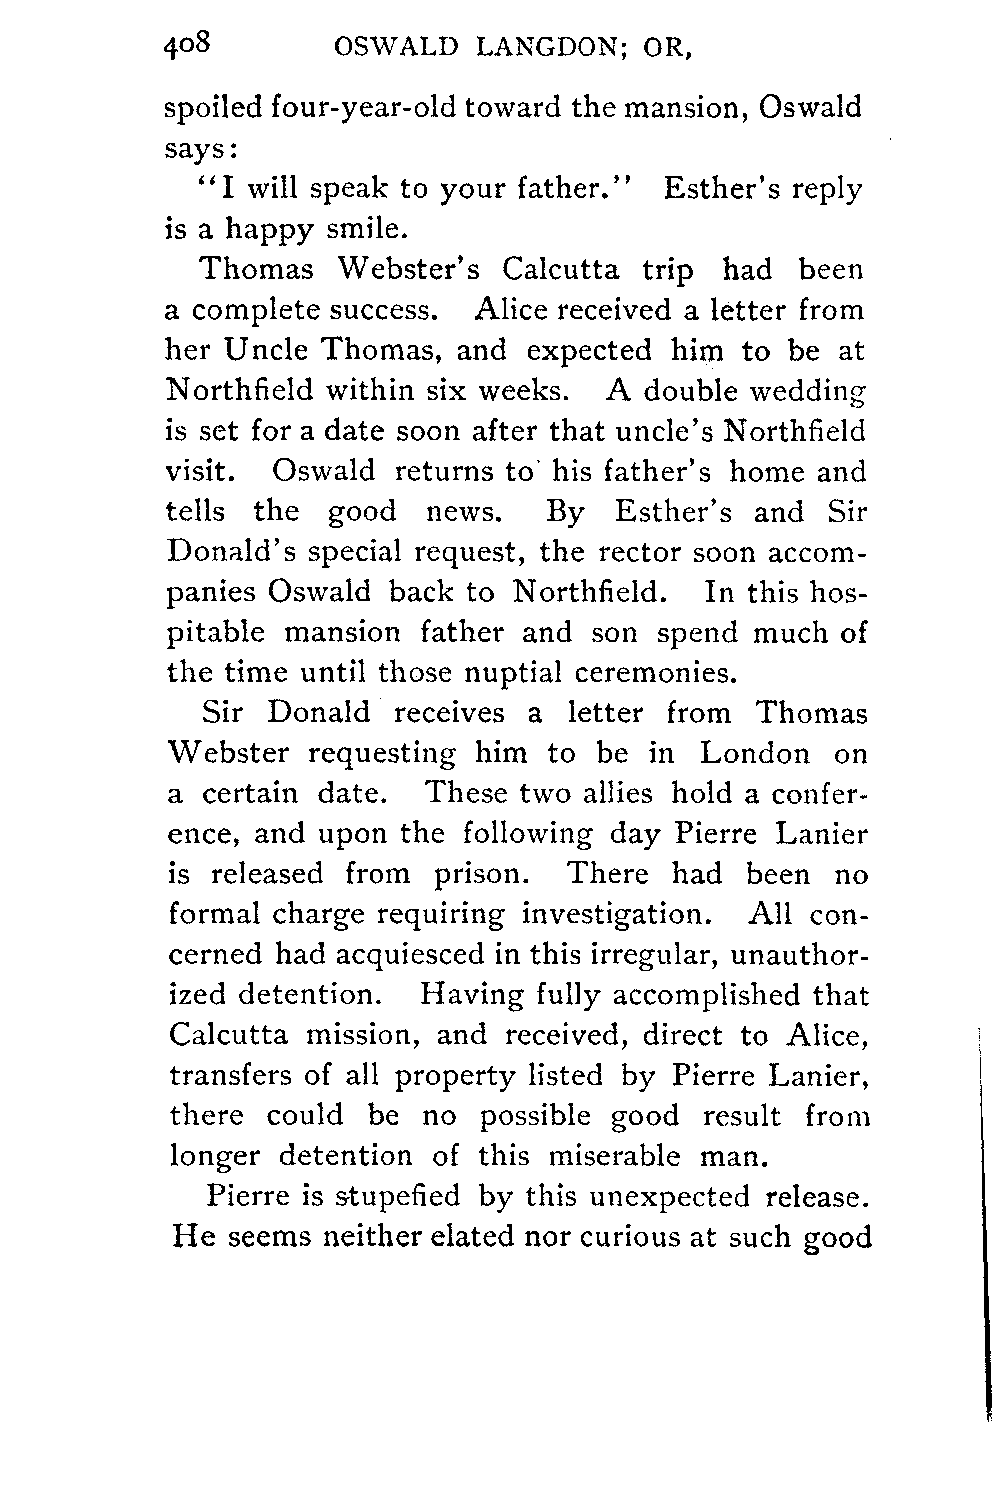 408 OSWALD LANGDON; OR,
spoiled four-year-old toward the mansion, Oswald
says:
"I will speak to your father." Esther's reply
is a happy smile.
Thomas Webster's Calcutta trip had been
a complete success. Alice received a letter from
her Uncle Thomas, and expected him to be at
Northfield within six weeks. A double wedding
is set for a date soon after that uncle's Northfield
visit. Oswald returns to his father's home and
tells the good news. By Esther's and Sir
Donald's special request, the rector soon accom-
panies Oswald back to Northfield. In this hos-
pitable mansion father and son spend much of
the time until those nuptial ceremonies.
Sir Donald receives a letter from Thomas
Webster requesting him to be in London on
a certain date. These two allies hold a confer-
ence, and upon the following day Pierre Lanier
is released from prison. There had been no
formal charge requiring investigation. All con-
cerned had acquiesced in this irregular, unauthor-
ized detention. Having fully accomplished that
Calcutta mission, and received, direct to Alice,
transfers of all property listed by Pierre Lanier,
there could be no possible good result from
longer detention of this miserable man.
Pierre is stupefied by this unexpected release.
He seems neither elated nor curious at such good